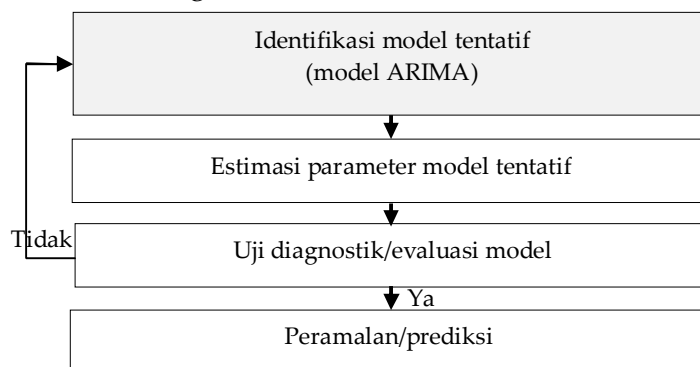 Identifikasi model tentatif
(model ARIMA)
Estimasi parameter model tentatif
Tidak
Uji diagnostik/evaluasi model
Ya
Peramalan/prediksi